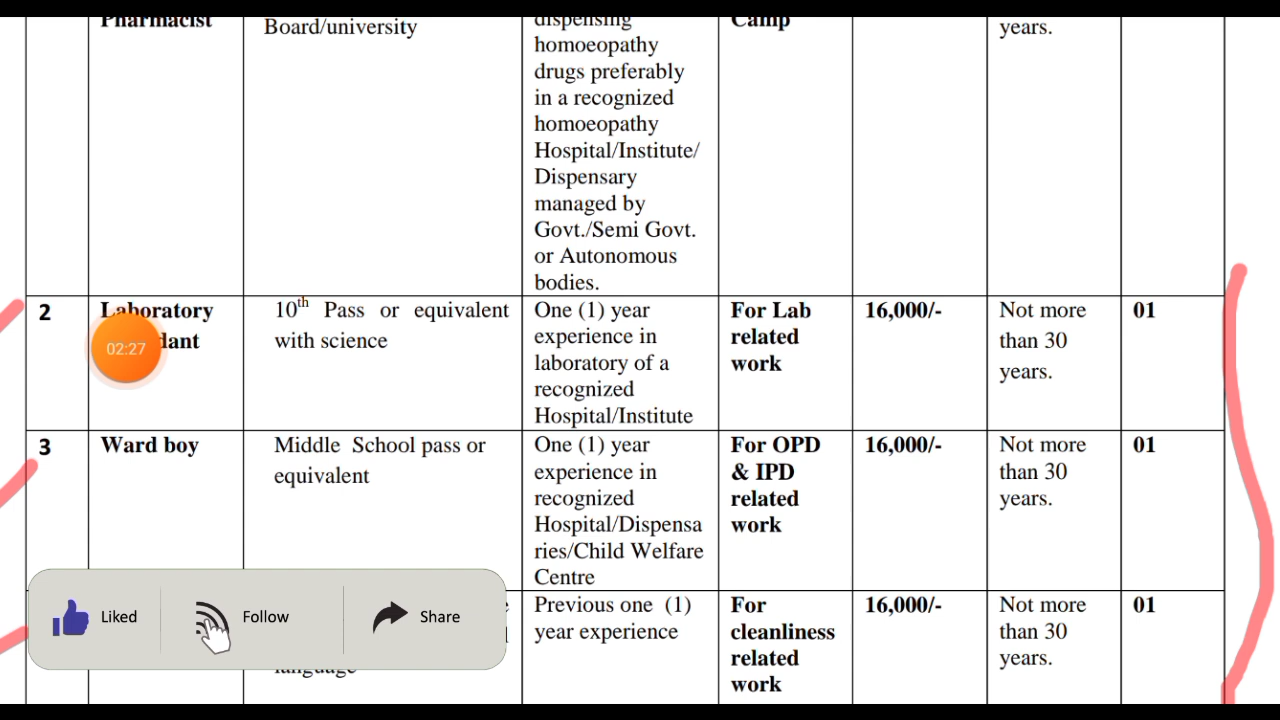 Pharmacist
Board/university
dispensing
homoeopathy
drugs preferably
in a recognized
homoeopathy
Hospital/Institute/
Dispensary
managed by
Govt./Semi Govt.
or Autonomous
bodies.
Camp
years.
2
Laboratory
dant
10th Pass or equivalent
with science
One (1) year
experience in
laboratory of a
recognized
Hospital/Institute
For Lab
related
work
16,000/-
Not more
than 30
years.
01
02:27
3
Ward boy
Middle School pass or
equivalent
One (1) year
experience in
recognized
Hospital/Dispensa
ries/Child Welfare
Centre
For OPD
& IPD
related
work
16,000/-
Not more
than 30
years.
01
language
Previous one (1)
year experience
For
cleanliness
related
work
16,000/-
Not more
than 30
years.
01
Liked
Follow
Share